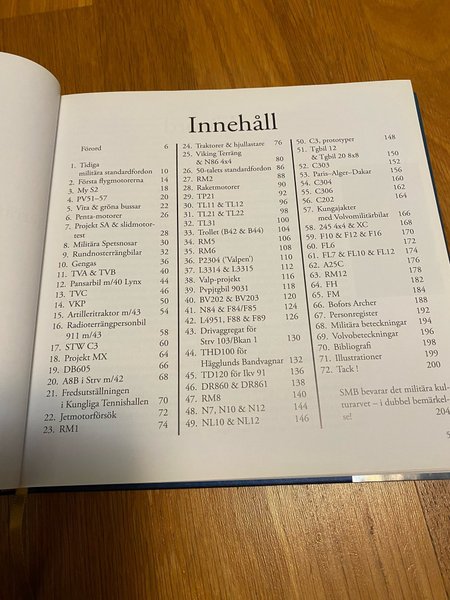 Innehåll
Förord 6
1. Tidiga
militära standardfordon 10
2. Första flygmotorerna 14
3. My S2 18
4. PV51–57 20
5. Vita & gröna bussar 22
6. Penta-motorer 26
7. Projekt SA & slidmotor-
test 28
8. Militära Spetsnosar 30
9. Rundnosterrängbilar 32
10. Gengas 36
11. TVA & TVB 40
12. Pansarbil m/40 Lynx 44
13. TVC 46
14. VKP 50
15. Artilleritraktor m/43 54
16. Radioterrängpersonbil
911 m/43 58
17. STW C3 60
18. Projekt MX 64
19. DB605 66
20. A8B i Strv m/42 68
21. Fredsutställningen
i Kungliga Tennishallen 70
22. Jetmotorförsök 72
23. RM1 74
24. Traktorer & hjullastare 76
25. Viking Terräng
& N86 4x4 80
26. 50-talets standardfordon 86
27. RM2 88
28. Raketmotorer 90
29. TP21
30. TL11 & TL12 96
31. TL21 & TL22 98
32. TL31 100
33. Trollet (B42 & B44) 104
34. RM5 106
35. RM6 108
36. P2304 ('Valpen') 110
37. L3314 & L3315 112
38. Valp-projekt 114
39. Pvpjtgbil 9031 116
40. BV202 & BV203 118
41. N84 & F84/F85 120
42. L4951, F88 & F89 124
43. Drivaggregat för
Strv 103/Bkan 1 130
44. THD100 för
Hägglunds Bandvagnar 132
45. TD120 för Ikv 91 136
46. DR860 & DR861 138
47. RM8 140
48. N7, N10 & N12 144
49. NL10 & NL12 146
50. C3, prototyper 148
51. Tgbil 12
& Tgbil 20 8x8 150
52. C303 152
53. Paris–Alger–Dakar 156
54. C304 160
55. C306 162
56. C202 164
57. Kungajakter
med Volvomilitärbilar 166
58. 245 4x4 & XC 168
59. F10 & F12 & F16 170
60. FL6 172
61. FL7 & FL10 & FL12 174
62. A25C 176
63. RM12 178
64. FH 182
65. FM 184
66. Bofors Archer 188
67. Personregister 190
68. Militära beteckningar 194
69. Volvobeteckningar 196
70. Bibliografi 198
71. Illustrationer 199
72. Tack ! 200
SMB bevarar det militära kul-
turarvet – i dubbel bemärkel-
se! 204
5